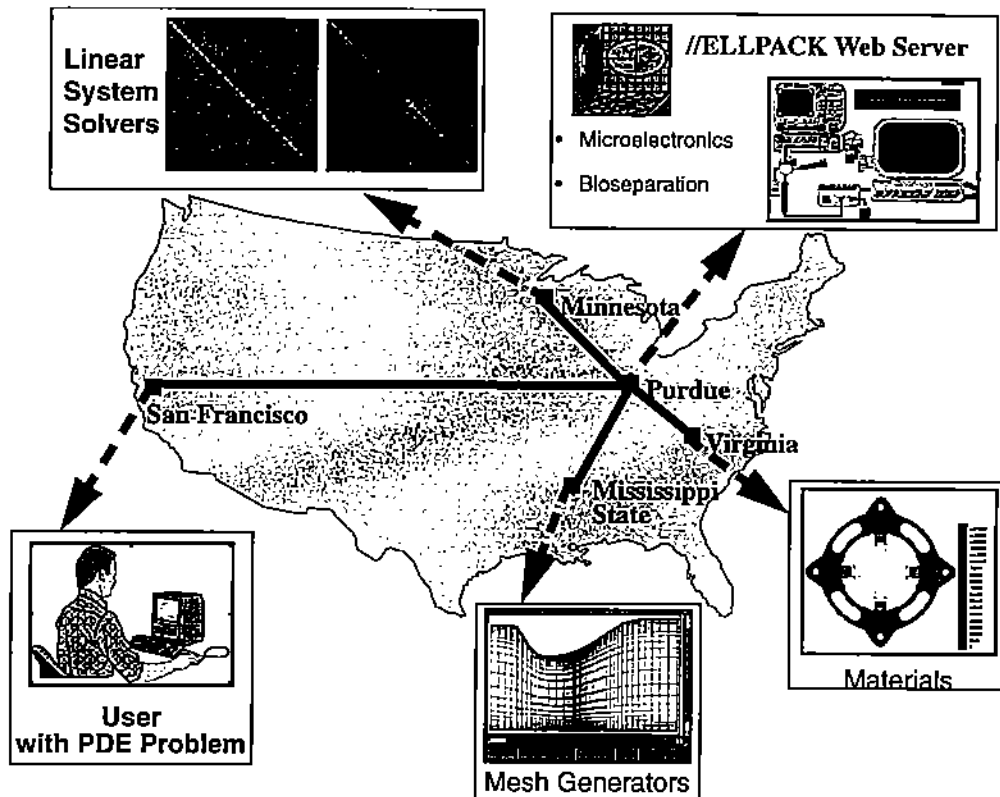 Linear
System
Solvers
//ELLPACK Web Server
• Microelectronics
• Bioseparation
Minnesota
Purdue
San-Francisco
Virginia
Mississippi
State
User
with PDE Problem
Mesh Generators
Materials